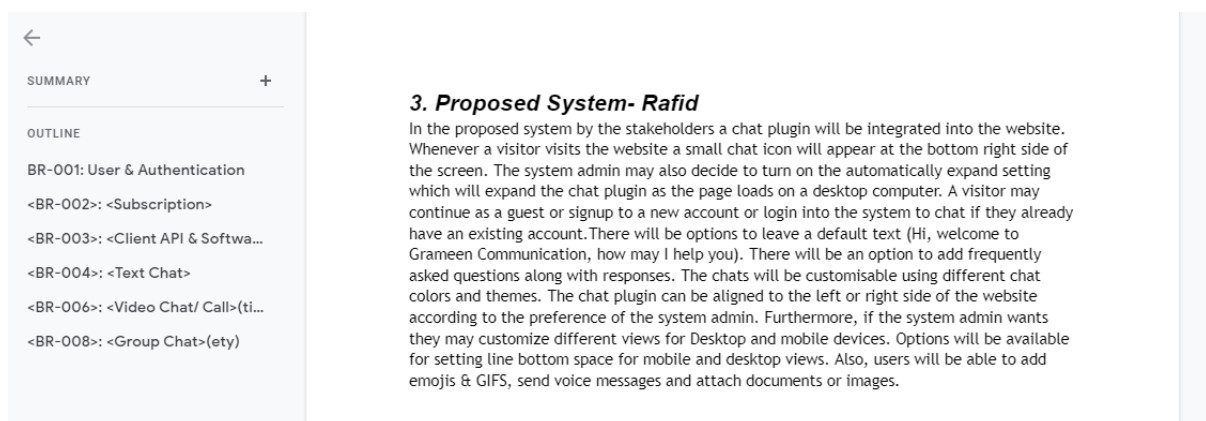 SUMMARY +
OUTLINE
BR-001: User & Authentication
<BR-002>: <Subscription>
<BR-003>: <Client API & Softwa...
<BR-004>: <Text Chat>
<BR-006>: <Video Chat/ Call>(ti...
<BR-008>: <Group Chat>(ety)
3. Proposed System- Rafid
In the proposed system by the stakeholders a chat plugin will be integrated into the website.
Whenever a visitor visits the website a small chat icon will appear at the bottom right side of
the screen. The system admin may also decide to turn on the automatically expand setting
which will expand the chat plugin as the page loads on a desktop computer. A visitor may
continue as a guest or signup to a new account or login into the system to chat if they already
have an existing account.There will be options to leave a default text (Hi, welcome to
Grameen Communication, how may I help you). There will be an option to add frequently
asked questions along with responses. The chats will be customisable using different chat
colors and themes. The chat plugin can be aligned to the left or right side of the website
according to the preference of the system admin. Furthermore, if the system admin wants
they may customize different views for Desktop and mobile devices. Options will be available
for setting line bottom space for mobile and desktop views. Also, users will be able to add
emojis & GIFS, send voice messages and attach documents or images.